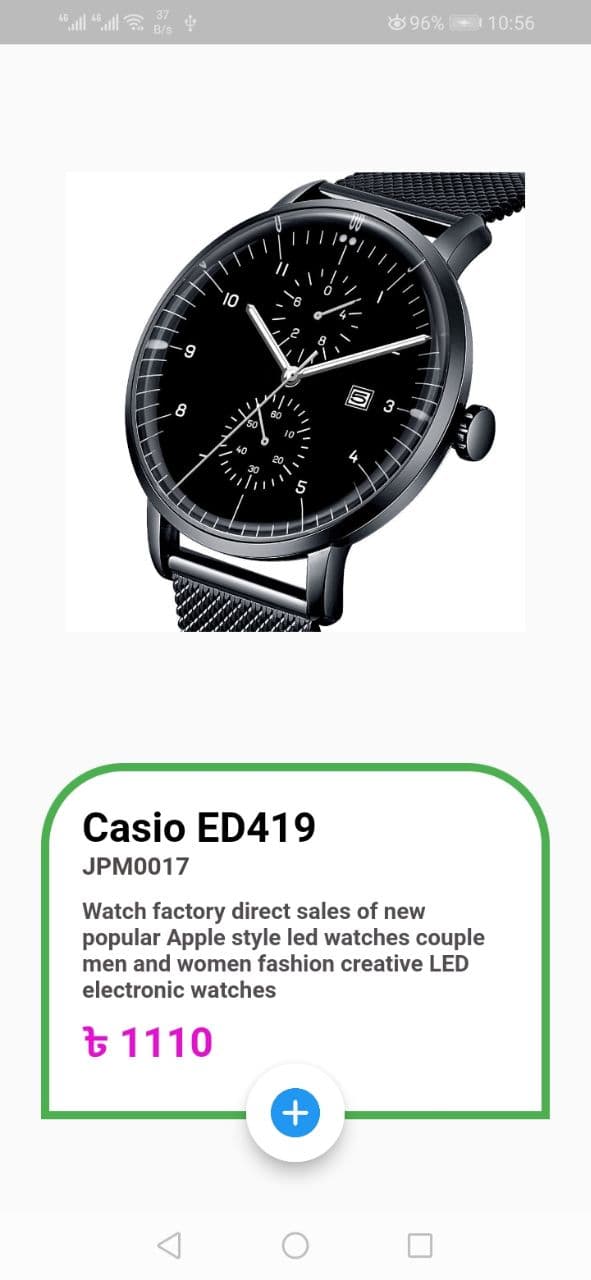 4G 4G 37 B/s 96% 10:56
11 0
10 6 4
2 8
9
3 3
8 60
50 10
40 20 4
30 5
Casio ED419
JPM0017
Watch factory direct sales of new
popular Apple style led watches couple
men and women fashion creative LED
electronic watches
৳ 1110